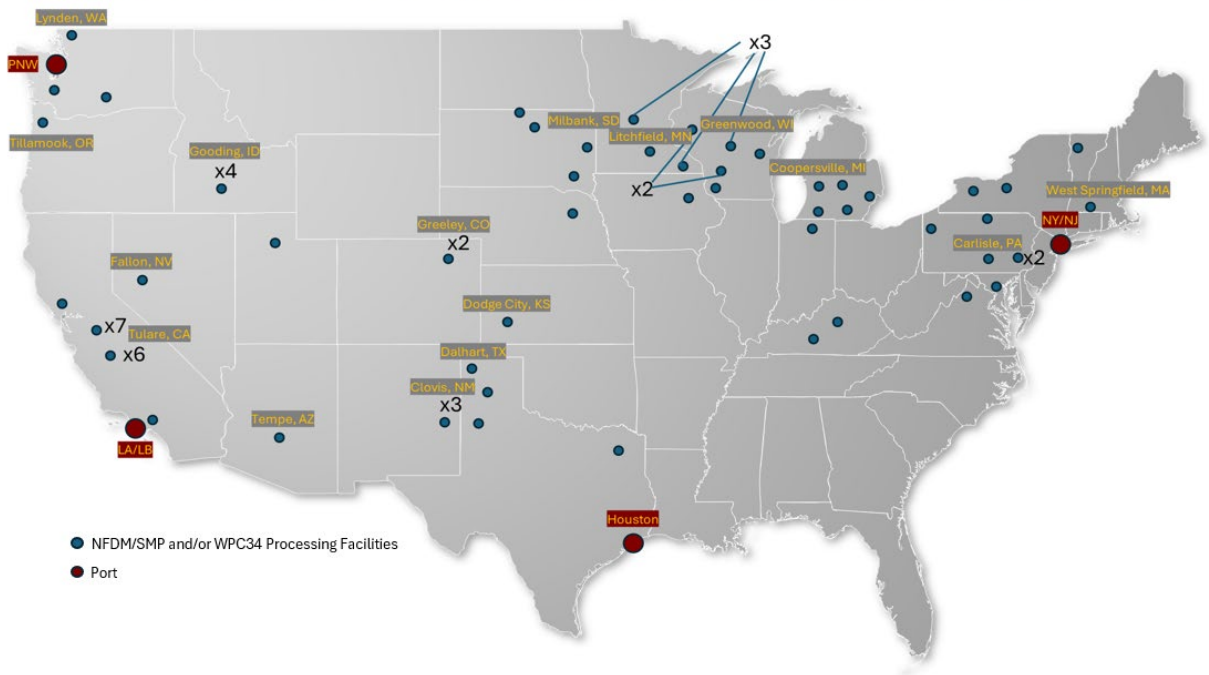 Lynden, WA
x3
PNW
Milbank, SD
Greenwood, WI
Litchfield, MN
Tillamook, OR
Gooding, ID
x4
Coopersville, MI
x2
West Springfield, MA
NY/NJ
Greeley, CO
x2
Carlisle, PA
x2
Fallon, NV
Dodge City, KS
x7
Tulare, CA
x6
Dalhart, TX
Clovis, NM
x3
Tempe, AZ
LA/LB
Houston
NFDM/SMP and/or WPC34 Processing Facilities
Port